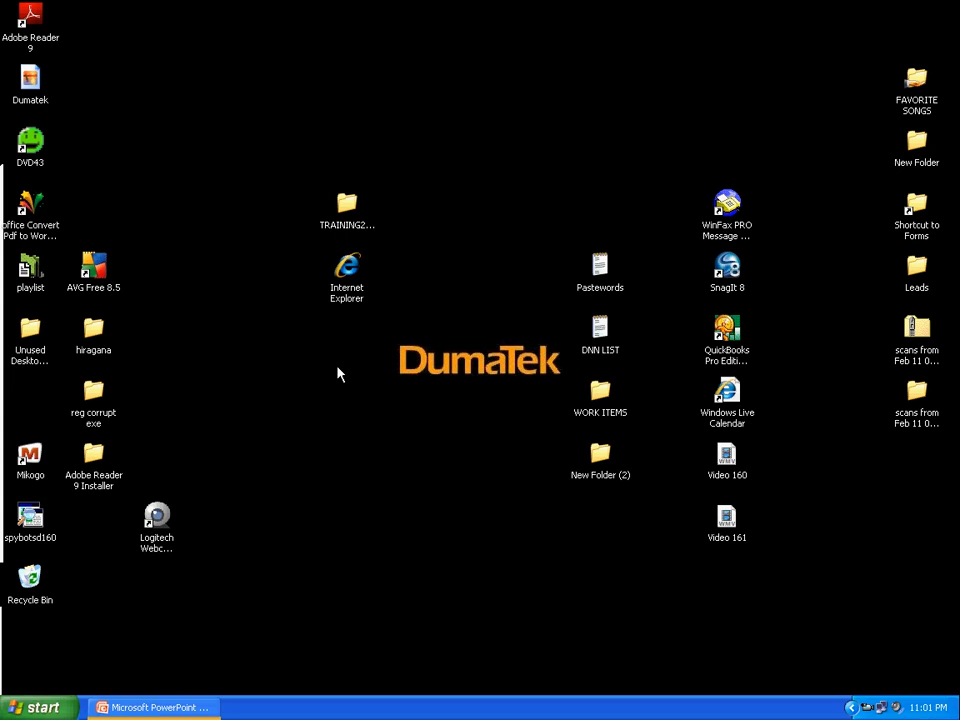 Adobe Reader
9
Dumatek
DVD43
office Convert
Pdf to Wor...
playlist
AVG Free 8.5
Unused
Deskto...
hiragana
reg corrupt
exe
Mikogo
Adobe Reader
9 Installer
spybotsd160
Logitech
Webc...
Recycle Bin
TRAINING2...
Internet
Explorer
DumaTek
Pastewords
DNN LIST
WORK ITEMS
New Folder (2)
WinFax PRO
Message ...
SnagIt 8
QuickBooks
Pro Editi...
Windows Live
Calendar
WMV
Video 160
WMV
Video 161
FAVORITE
SONGS
New Folder
Shortcut to
Forms
Leads
scans from
Feb 11 0...
scans from
Feb 11 0...
start
Microsoft PowerPoint ...
11:01 PM